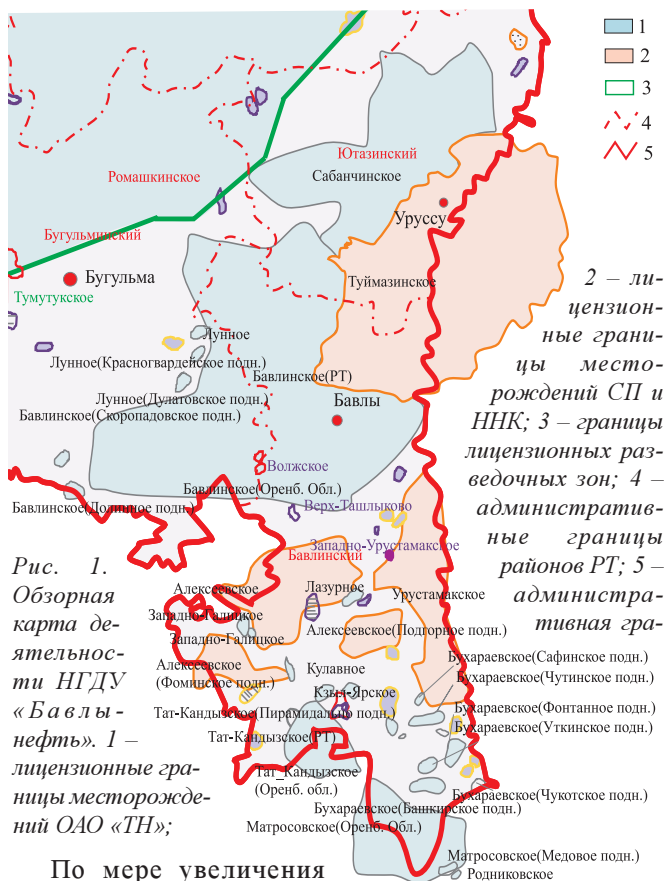 1
2
3
4
5
Ютазинский
Сабанчинское
Ромашкинское
Уруссу
Бугульминский
Бугульма
Туймазинское
Тумутукское
Лунное
Лунное(Красногвардейское подн.)
Бавлинское(РТ)
Лунное(Дулатовское подн.)
Бавлы
Бавлинское(Скоропадовское подн.)
Волжское
Бавлинское(Оренб. Обл.)
Бавлинское(Долицное подн.)
Верх-Ташлыково
Западно-Урустамакское
Бавлинский
Алексеевское
Лазурное
Урустамакское
Западно-Галицкое
Алексеевское(Подгорное подн.)
Западно-Галицкое
Бухараевское(Сафинское подн.)
Алексеевское
(Фоминское подн.)
Кулавное
Бухараевское(Чутинское подн.)
Кзыл-Ярское
Тат-Кандызское(Пирамидально подн.)
Бухараевское(Фонтанное подн.)
Бухараевское(Уткинское подн.)
Тат-Кандызское(РТ)
Тат_Кандызское
(Оренб. обл.)
Бухараевское(Чукотское подн.)
Бухараевское(Башкирское подн.)
Матросовское(Оренб. Обл.)
Матросовское(Медовое подн.)
Родниковское
Рис. 1.
Обзорная
карта де-
ятельнос-
ти НГДУ
«Бавлы-
нефть». 1 –
лицензионные гра-
ницы месторожде-
ний ОАО «ТН»;
2 – ли-
цензион-
ные грани-
цы место-
рождений СП и
ННК; 3 – границы
лицензионных раз-
ведочных зон; 4 –
административ-
ные границы
районов РТ; 5 –
администра-
тивная гра-
По мере увеличения